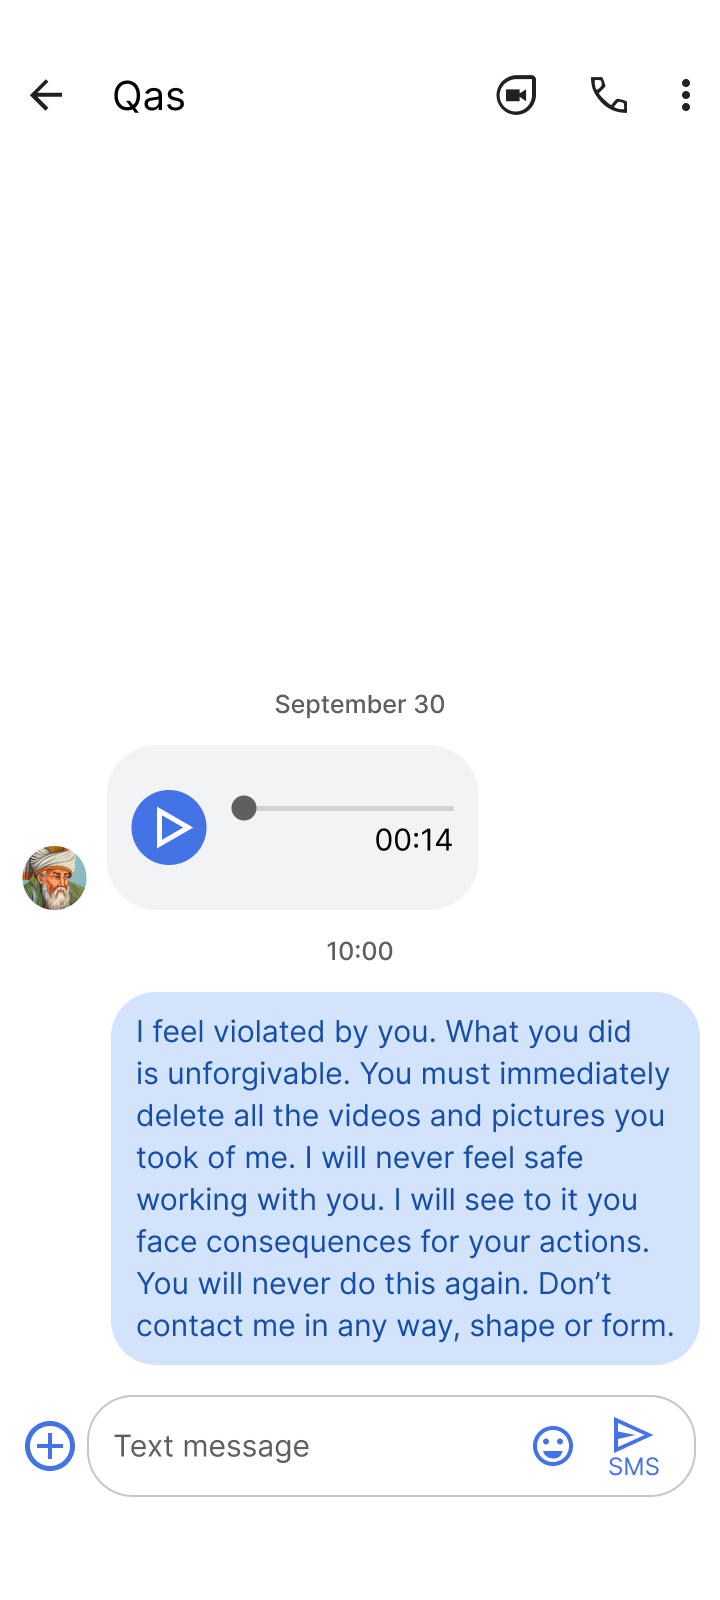 Qas
September 30
00:14
10:00
I feel violated by you. What you did
is unforgivable. You must immediately
delete all the videos and pictures you
took of me. I will never feel safe
working with you. I will see to it you
face consequences for your actions.
You will never do this again. Don’t
contact me in any way, shape or form.
Text message
SMS